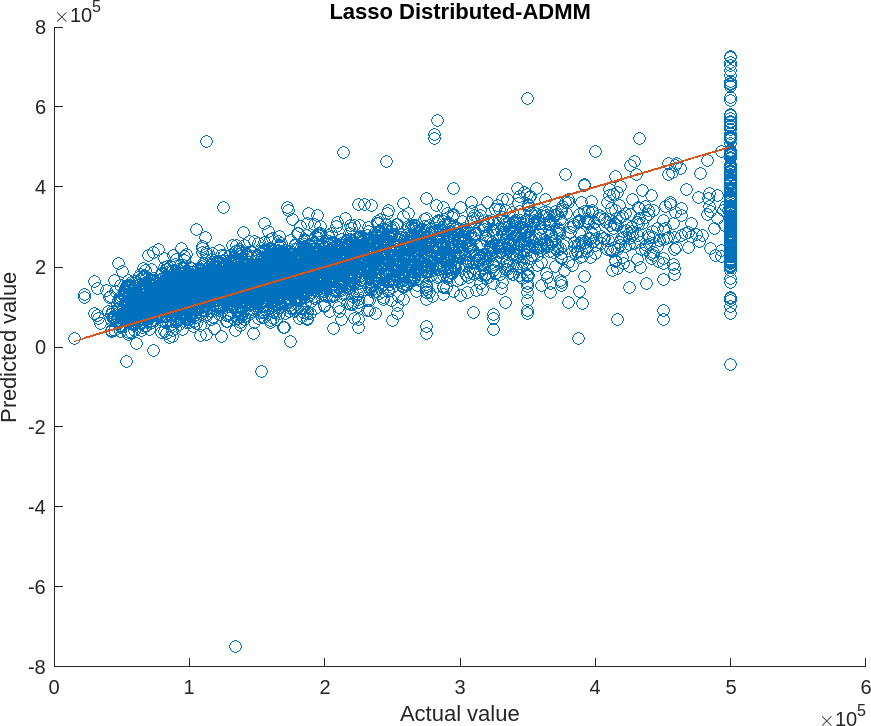 Lasso Distributed-ADMM
×10^5
8
6
4
2
0
-2
-4
-6
-8
Predicted value
0 1 2 3 4 5 6
Actual value
×10^5